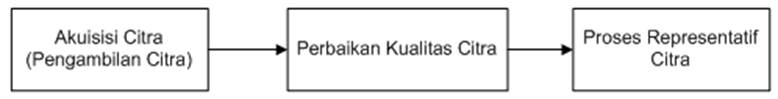 Akuisisi Citra
(Pengambilan Citra)
Perbaikan Kualitas Citra
Proses Representatif
Citra